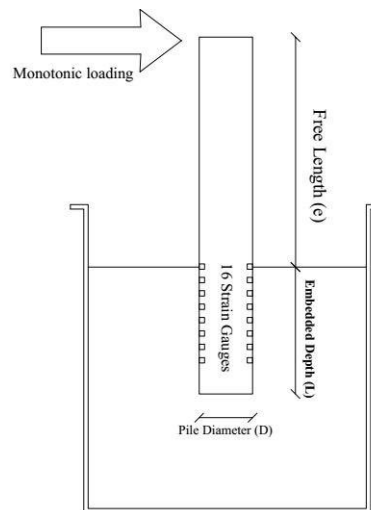 Monotonic loading
Free Length (e)
16 Strain Gauges
Embedded Depth (L)
Pile Diameter (D)